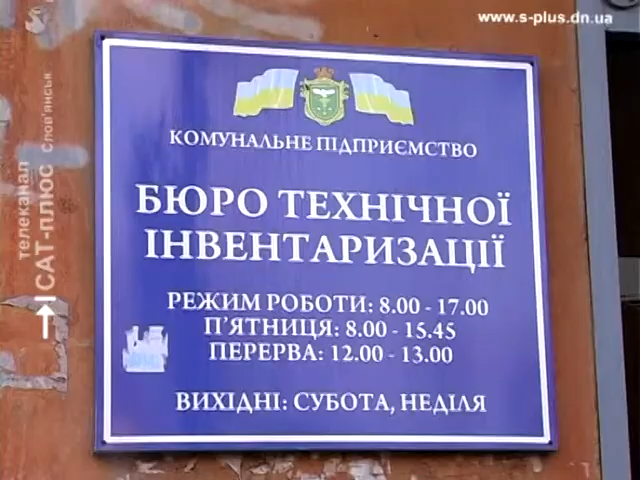 www.s-plus.dn.ua
КОМУНАЛЬНЕ ПІДПРИЄМСТВО
БЮРО ТЕХНІЧНОЇ
ІНВЕНТАРИЗАЦІЇ
РЕЖИМ РОБОТИ: 8.00 - 17.00
П'ЯТНИЦЯ: 8.00 - 15.45
ПЕРЕРВА: 12.00 - 13.00
ВИХІДНІ: СУБОТА, НЕДІЛЯ
телеканал
САТ-плюс Слов'янськ